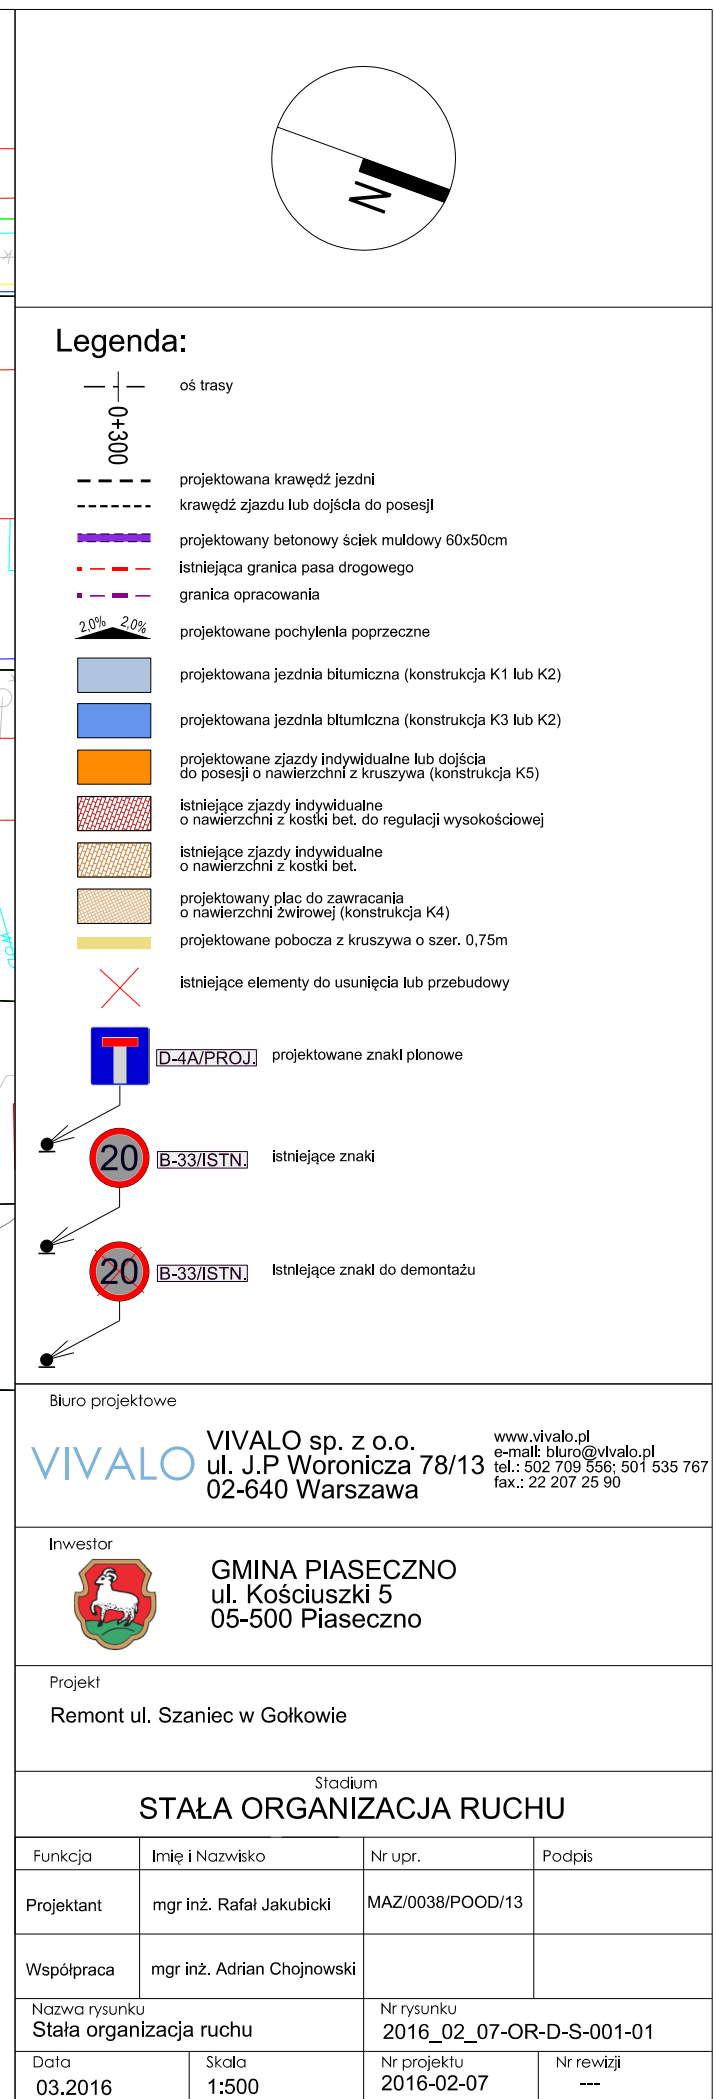 N
Legenda:
oś trasy
0+300
projektowana krawędź jezdni
krawędź zjazdu lub dojścia do posesji
projektowany betonowy ściek muldowy 60x50cm
istniejąca granica pasa drogowego
granica opracowania
2,0% 2,0%
projektowane pochylenia poprzeczne
projektowana jezdnia bitumiczna (konstrukcja K1 lub K2)
projektowana jezdnia bitumiczna (konstrukcja K3 lub K2)
projektowane zjazdy indywidualne lub dojścia
do posesji o nawierzchni z kruszywa (konstrukcja K5)
istniejące zjazdy indywidualne
o nawierzchni z kostki bet. do regulacji wysokościowej
istniejące zjazdy indywidualne
o nawierzchni z kostki bet.
projektowany plac do zawracania
o nawierzchni żwirowej (konstrukcja K4)
projektowane pobocza z kruszywa o szer. 0,75m
istniejące elementy do usunięcia lub przebudowy
D-4A/PROJ. projektowane znaki pionowe
20 B-33/ISTN. istniejące znaki
20 B-33/ISTN. istniejące znaki do demontażu
Biuro projektowe
VIVALO
VIVALO sp. z o.o.
ul. J.P Woronicza 78/13
02-640 Warszawa
www.vivalo.pl
e-mail: biuro@vivalo.pl
tel.: 502 709 556; 501 535 767
fax.: 22 207 25 90
Inwestor
GMINA PIASECZNO
ul. Kościuszki 5
05-500 Piaseczno
Projekt
Remont ul. Szaniec w Gołkowie
Stadium
STAŁA ORGANIZACJA RUCHU
Funkcja Imię i Nazwisko Nr upr. Podpis
Projektant mgr inż. Rafał Jakubicki MAZ/0038/POOD/13
Współpraca mgr inż. Adrian Chojnowski
Nazwa rysunku Nr rysunku
Stała organizacja ruchu 2016_02_07-OR-D-S-001-01
Data Skala Nr projektu Nr rewizji
03.2016 1:500 2016-02-07 ---